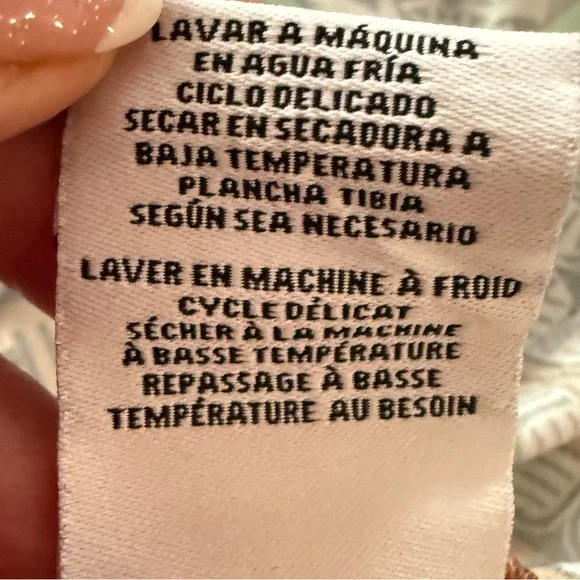 LAVAR A MÁQUINA
EN AGUA FRÍA
CICLO DELICADO
SECAR EN SECADORA A
BAJA TEMPERATURA
PLANCHA TIBIA
SEGÚN SEA NECESARIO
LAVER EN MACHINE À FROID
CYCLE DÉLICAT
SÉCHER À LA MACHINE
À BASSE TEMPÉRATURE
REPASSAGE À BASSE
TEMPÉRATURE AU BESOIN